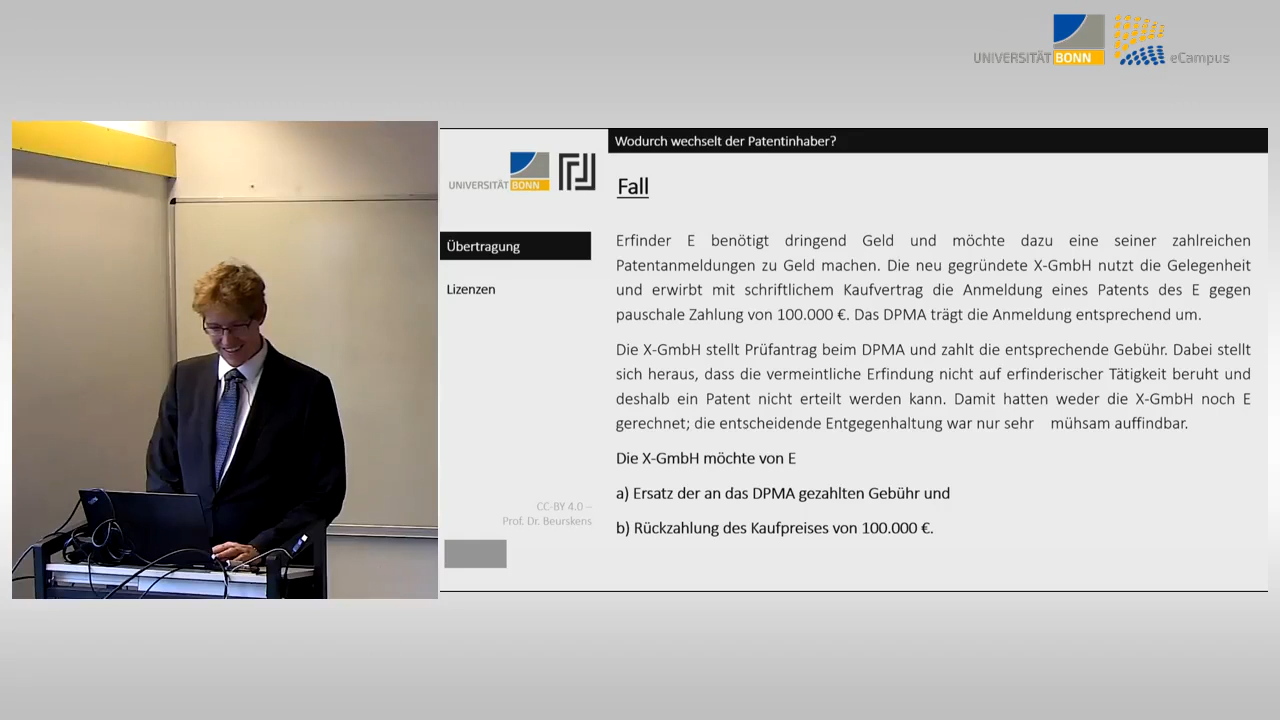 UNIVERSITÄT BONN eCampus
Wodurch wechselt der Patentinhaber?
UNIVERSITÄT BONN
Fall
Übertragung
Lizenzen
Erfinder E benötigt dringend Geld und möchte dazu eine seiner zahlreichen
Patentanmeldungen zu Geld machen. Die neu gegründete X-GmbH nutzt die Gelegenheit
und erwirbt mit schriftlichem Kaufvertrag die Anmeldung eines Patents des E gegen
pauschale Zahlung von 100.000 €. Das DPMA trägt die Anmeldung entsprechend um.
Die X-GmbH stellt Prüfantrag beim DPMA und zahlt die entsprechende Gebühr. Dabei stellt
sich heraus, dass die vermeintliche Erfindung nicht auf erfinderischer Tätigkeit beruht und
deshalb ein Patent nicht erteilt werden kann. Damit hatten weder die X-GmbH noch E
gerechnet; die entscheidende Entgegenhaltung war nur sehr mühsam auffindbar.
Die X-GmbH möchte von E
a) Ersatz der an das DPMA gezahlten Gebühr und
b) Rückzahlung des Kaufpreises von 100.000 €.
CC-BY 4.0 –
Prof. Dr. Beurskens